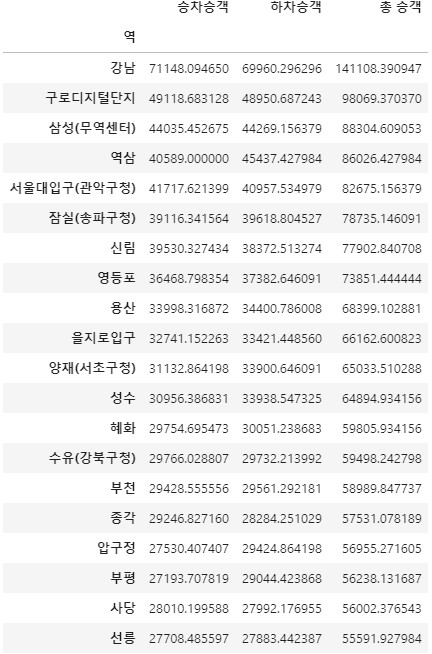 승차승객 하차승객 총 승객
역
강남 71148.094650 69960.296296 141108.390947
구로디지털단지 49118.683128 48950.687243 98069.370370
삼성(무역센터) 44035.452675 44269.156379 88304.609053
역삼 40589.000000 45437.427984 86026.427984
서울대입구(관악구청) 41717.621399 40957.534979 82675.156379
잠실(송파구청) 39116.341564 39618.804527 78735.146091
신림 39530.327434 38372.513274 77902.840708
영등포 36468.798354 37382.646091 73851.444444
용산 33998.316872 34400.786008 68399.102881
을지로입구 32741.152263 33421.448560 66162.600823
양재(서초구청) 31132.864198 33900.646091 65033.510288
성수 30956.386831 33938.547325 64894.934156
혜화 29754.695473 30051.238683 59805.934156
수유(강북구청) 29766.028807 29732.213992 59498.242798
부천 29428.555556 29561.292181 58989.847737
종각 29246.827160 28284.251029 57531.078189
압구정 27530.407407 29424.864198 56955.271605
부평 27193.707819 29044.423868 56238.131687
사당 28010.199588 27992.176955 56002.376543
선릉 27708.485597 27883.442387 55591.927984